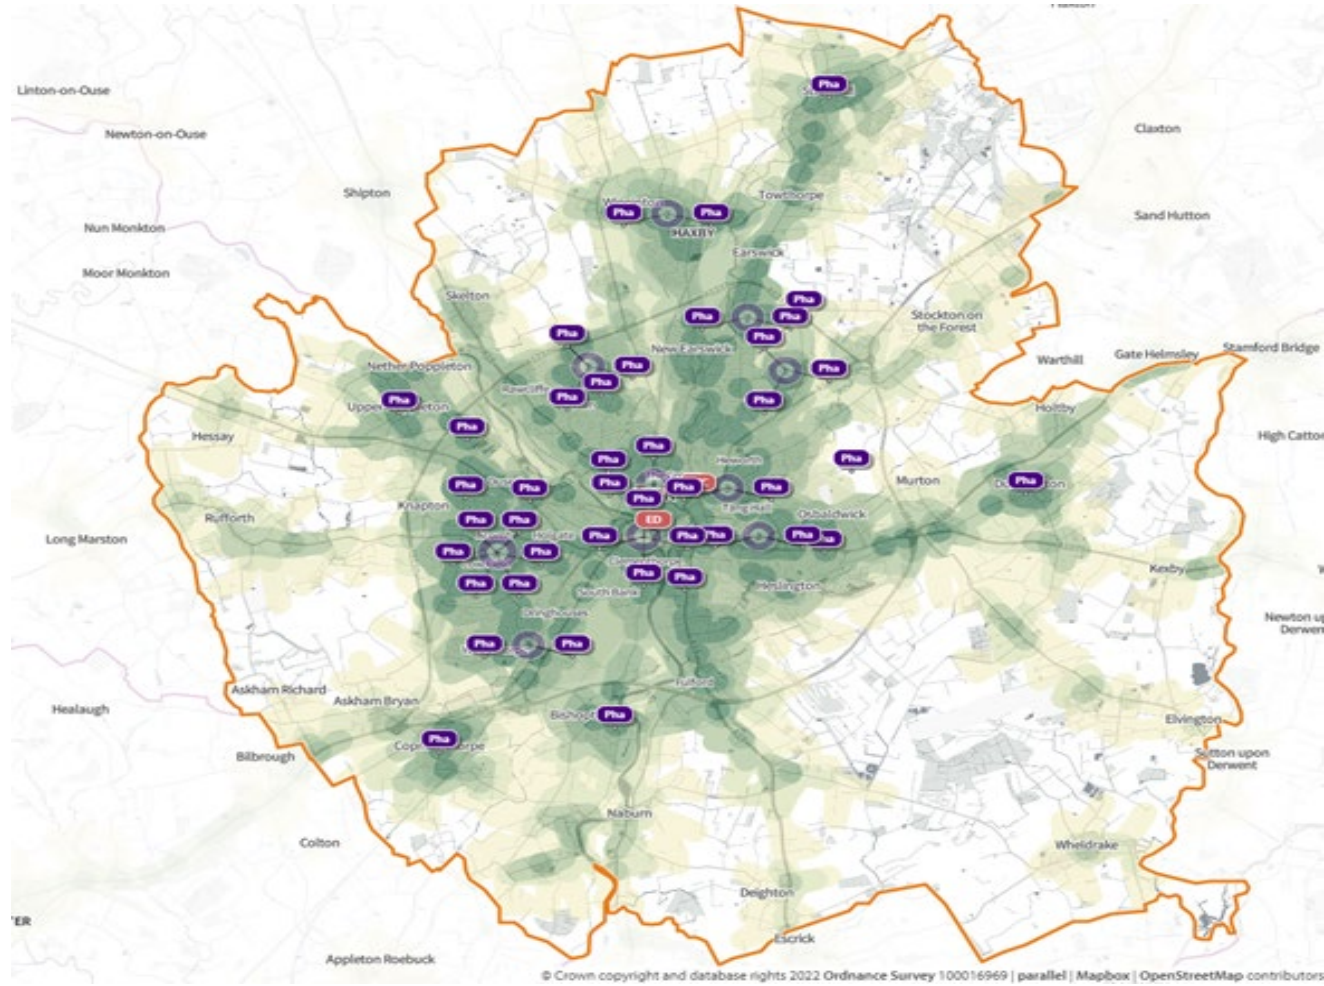 Linton-on-Ouse
Pha
Newton-on-Ouse
Claxton
Shipton
Towthorpe
Pha
Pha
HAXBY
Sand Hutton
Nun Monkton
Earswick
Moor Monkton
Skelton
Pha
Pha
Pha
Stockton on
the Forest
Pha
Pha
New Earswick
Warthill
Gate Helmsley
Stamford Bridge
Nether Poppleton
Pha
Pha
Pha
Pha
Pha
Pha
Holtby
Hessay
Pha
High Catton
Pha
Pha
Pha
Heworth
Murton
Pha
Pha
Pha
Pha
Pha
Pha
Pha
Knapton
Tang Hall
Rufforth
Pha
Pha
ED
Osbaldwick
Long Marston
Holgate
Pha
Pha
Pha
Pha
Pha
Pha
Pha
Clementhorpe
Kexby
Pha
Pha
Pha
Pha
Heslington
South Bank
Dringhouses
Newton up
Derwen
Pha
Pha
Askham Richard
Askham Bryan
Fulford
Healaugh
Pha
Elvington
Pha
Bilbrough
Sutton upon
Derwent
Naburn
Colton
Wheldrake
Deighton
TER
Escrick
Appleton Roebuck
© Crown copyright and database rights 2022 Ordnance Survey 100016969 | parallel | Mapbox | OpenStreetMap contributors